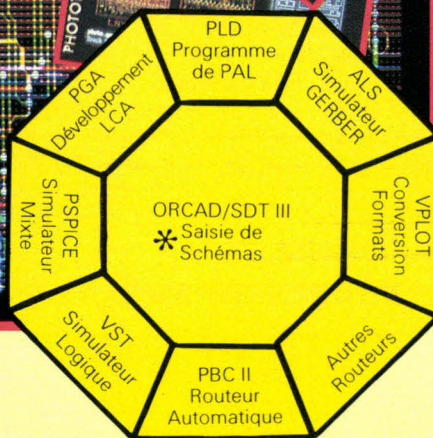 PHOTO
PLD
Programme
de PAL
ALS
Simulateur
GERBER
VPLOT
Conversion
Formats
Autres
Routeurs
PBC II
Routeur
Automatique
VST
Simulateur
Logique
PSPICE
Simulateur
Mixte
PGA
Développement
LCA
ORCAD/SDT III
* Saisie de
Schémas